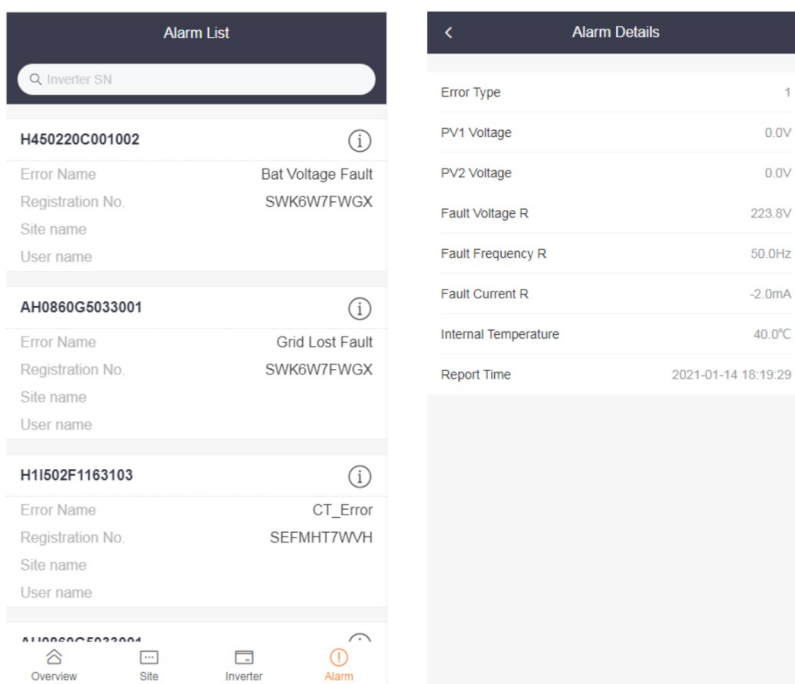 Alarm List
Inverter SN
H450220C001002
Error Name Bat Voltage Fault
Registration No. SWK6W7FWGX
Site name
User name
AH0860G5033001
Error Name Grid Lost Fault
Registration No. SWK6W7FWGX
Site name
User name
H1I502F1163103
Error Name CT_Error
Registration No. SEFMHT7WVH
Site name
User name
AH0860G5033001
Overview Site Inverter Alarm
Alarm Details
Error Type 1
PV1 Voltage 0.0V
PV2 Voltage 0.0V
Fault Voltage R 223.8V
Fault Frequency R 50.0Hz
Fault Current R -2.0mA
Internal Temperature 40.0℃
Report Time 2021-01-14 18:19:29